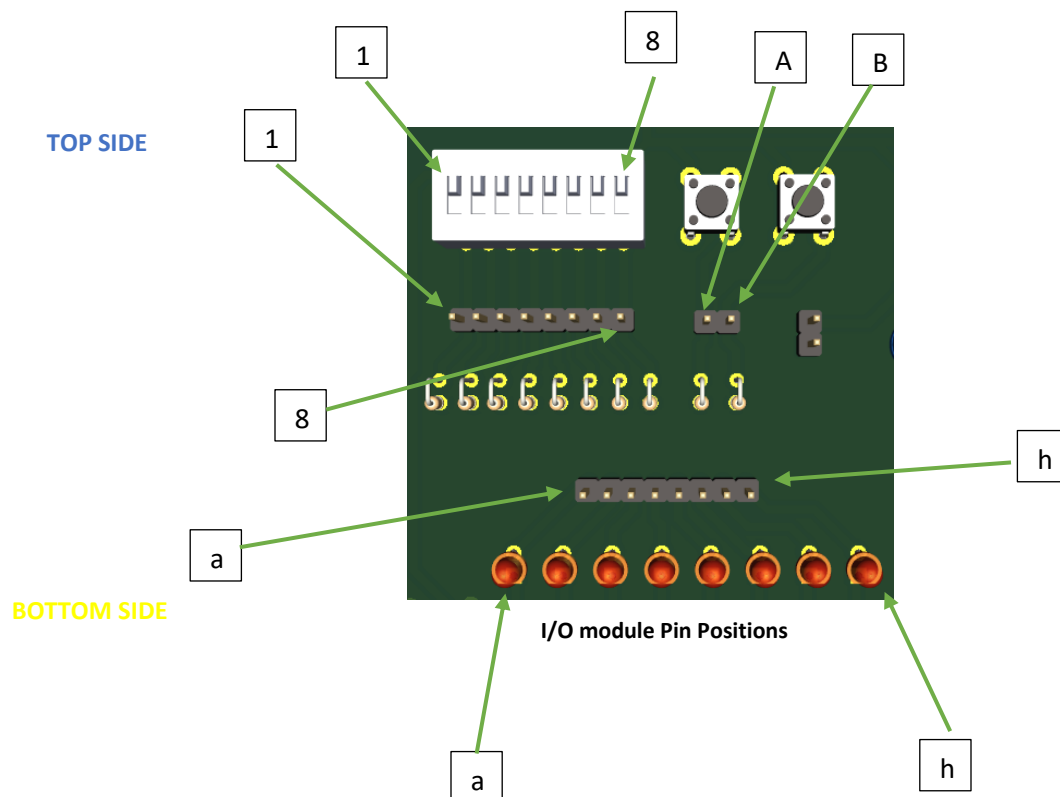 8
1
A
B
1
TOP SIDE
8
h
a
BOTTOM SIDE
I/O module Pin Positions
h
a